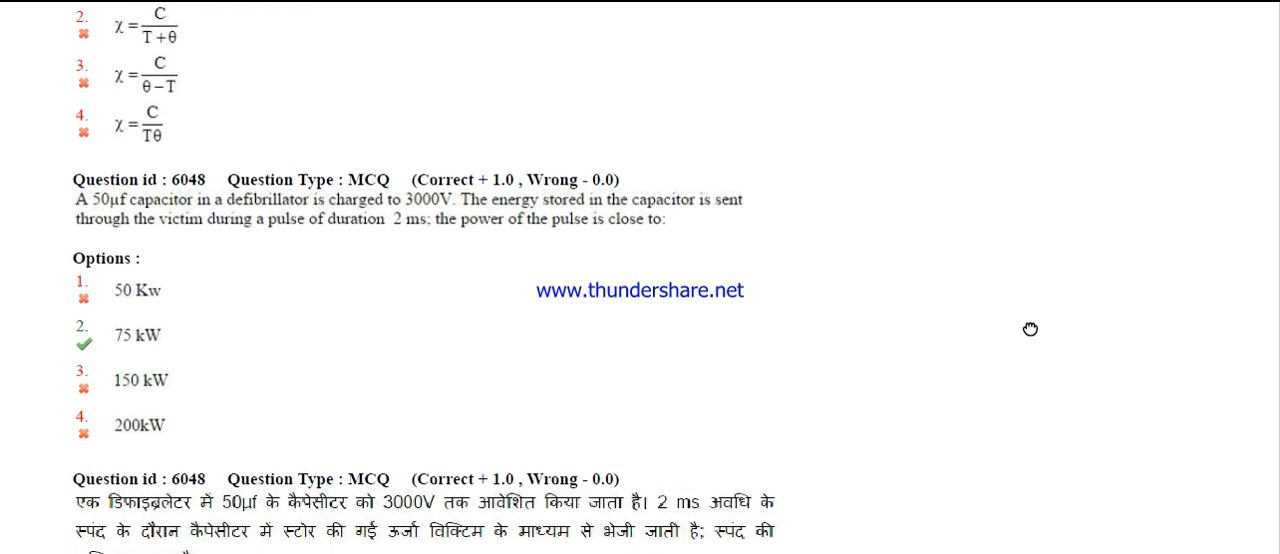 2.
χ = C / T + θ
3.
χ = C / θ – T
4.
χ = C / Tθ
Question id : 6048 Question Type : MCQ (Correct + 1.0 , Wrong - 0.0)
A 50μf capacitor in a defibrillator is charged to 3000V. The energy stored in the capacitor is sent
through the victim during a pulse of duration 2 ms; the power of the pulse is close to:
Options :
1.
50 Kw
www.thundershare.net
2.
75 kW
3.
150 kW
4.
200kW
Question id : 6048 Question Type : MCQ (Correct + 1.0 , Wrong - 0.0)
एक डिफाइब्रलेटर में 50μf के कैपेसीटर को 3000V तक आवेशित किया जाता है। 2 ms अवधि के
स्पंद के दौरान कैपेसीटर में स्टोर की गई ऊर्जा विक्टिम के माध्यम से भेजी जाती है; स्पंद की